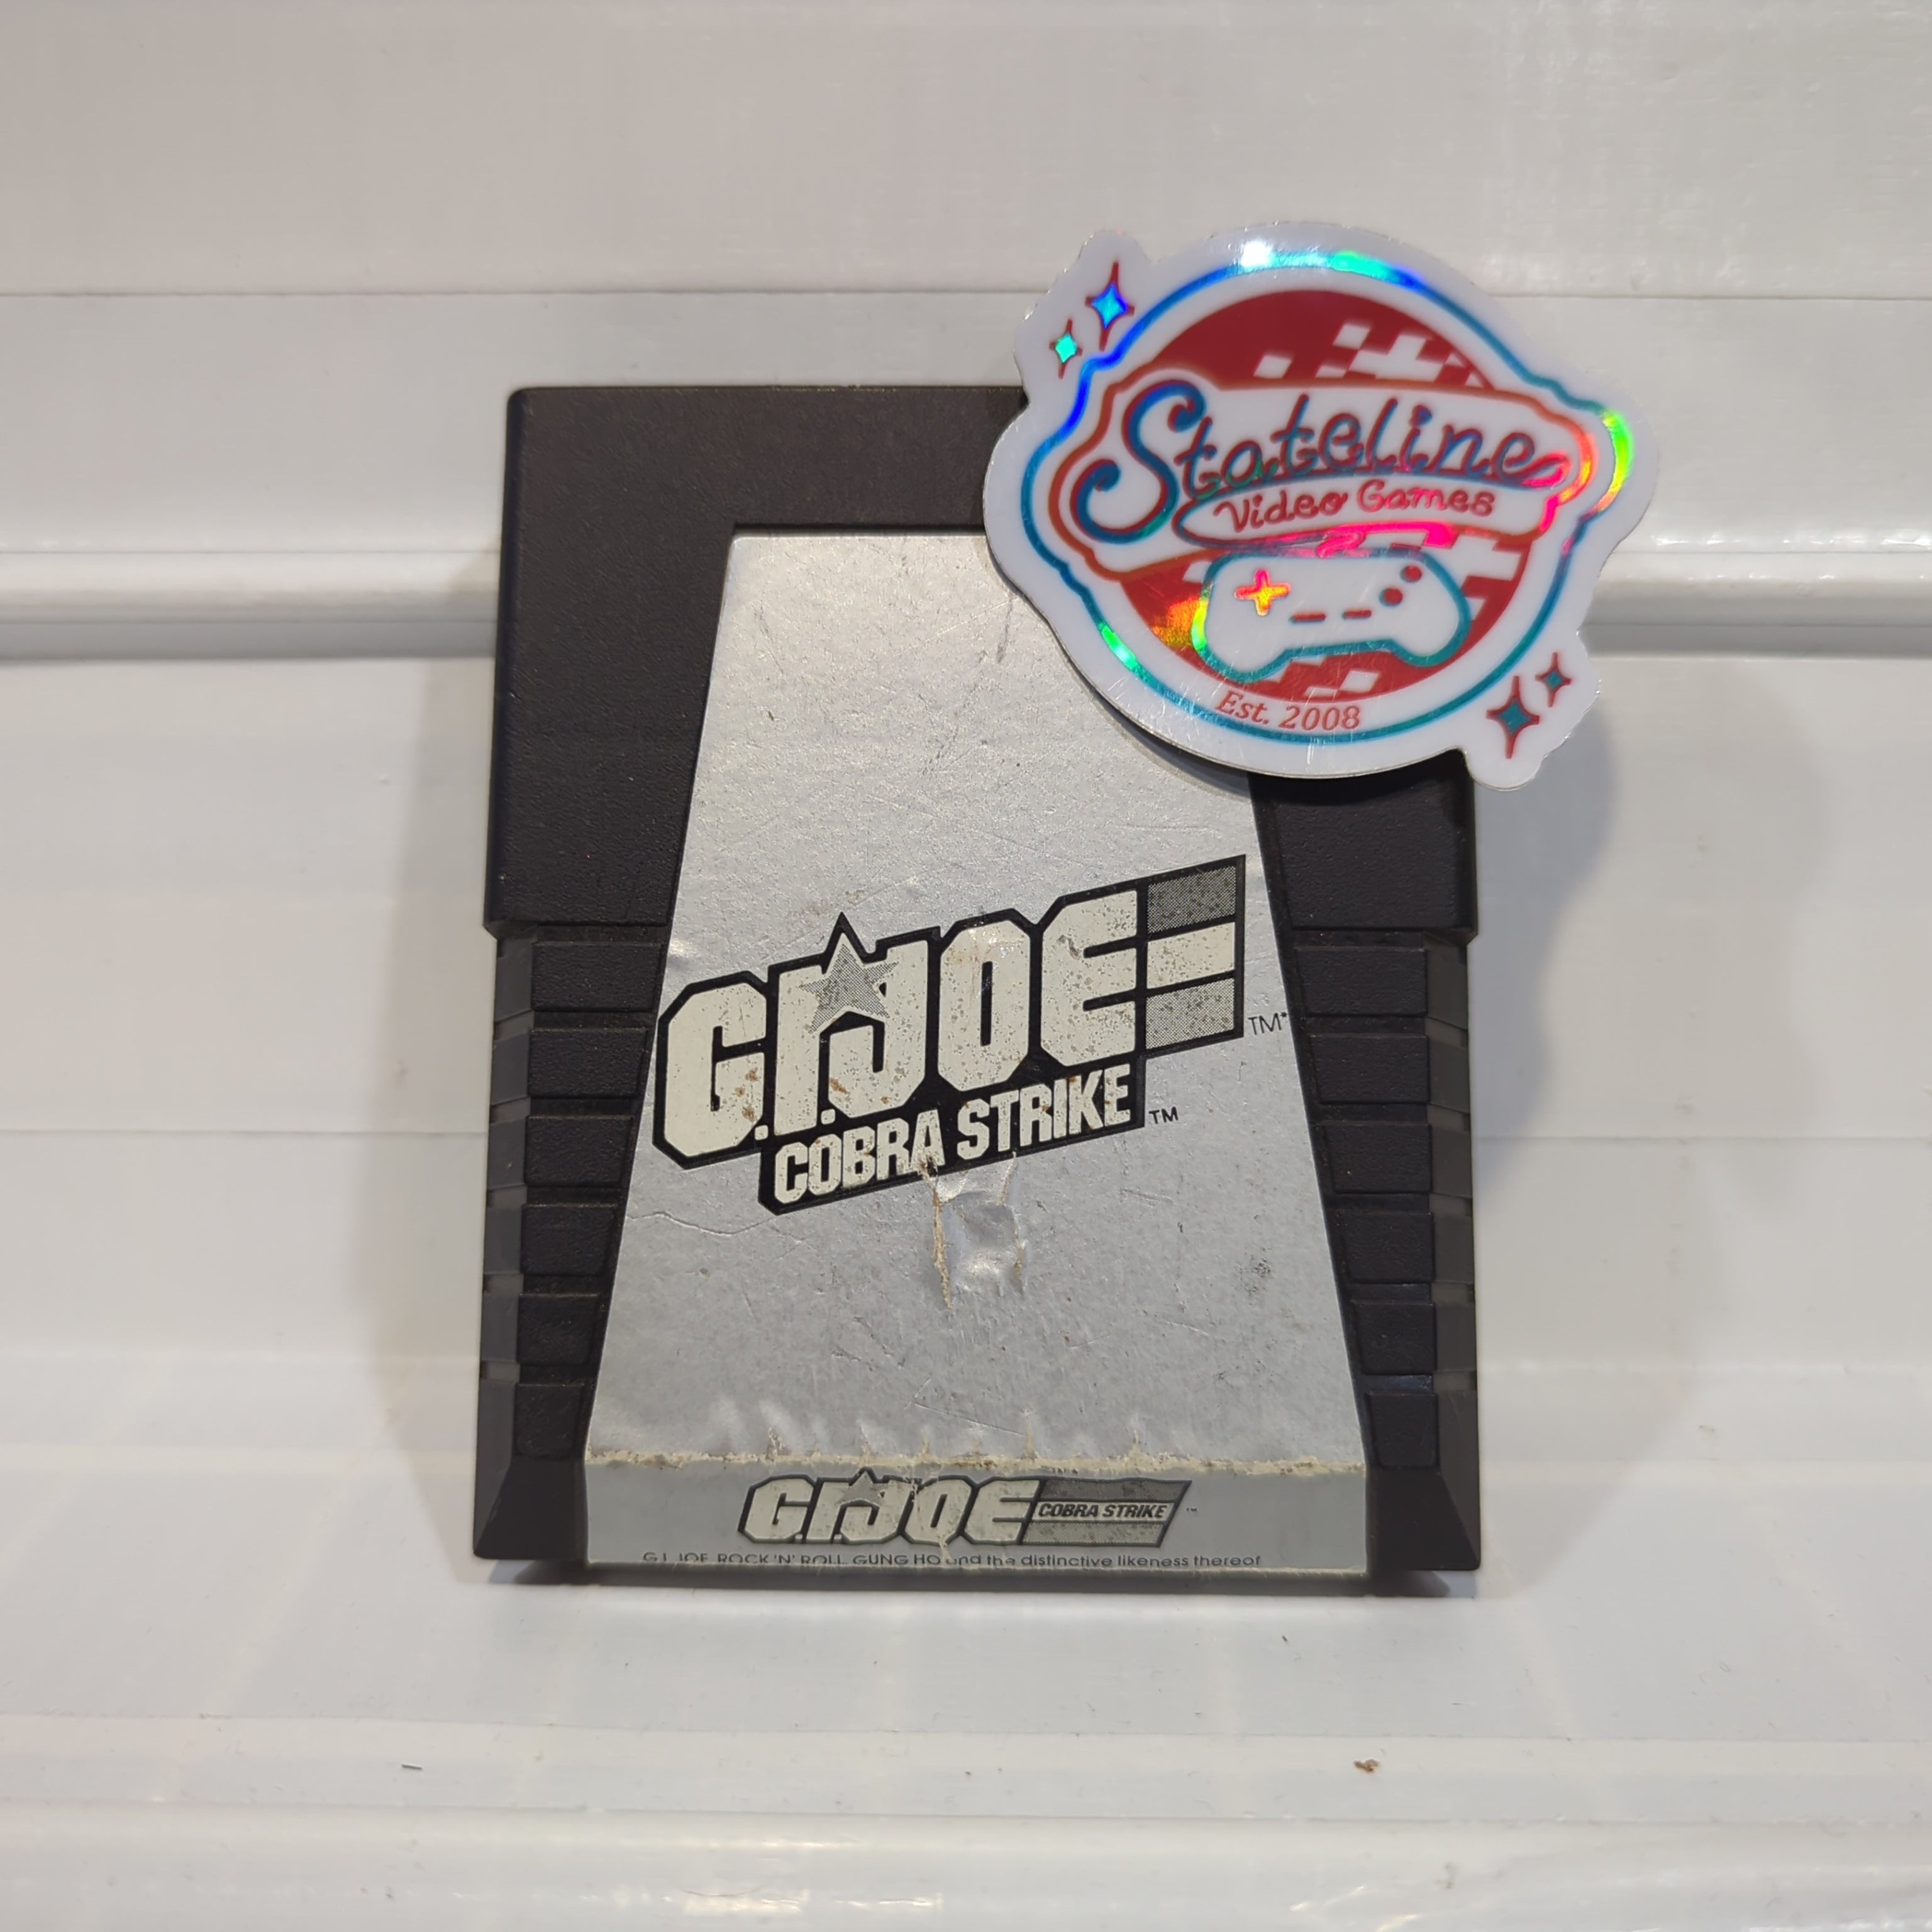 Stateline
Video Games
Est. 2008
G.I.JOE
TM*
COBRA STRIKE
TM
G.I.JOE COBRA STRIKE TM
G.I. JOE ROCK 'N' ROLL GUNG HO and the distinctive likeness thereof